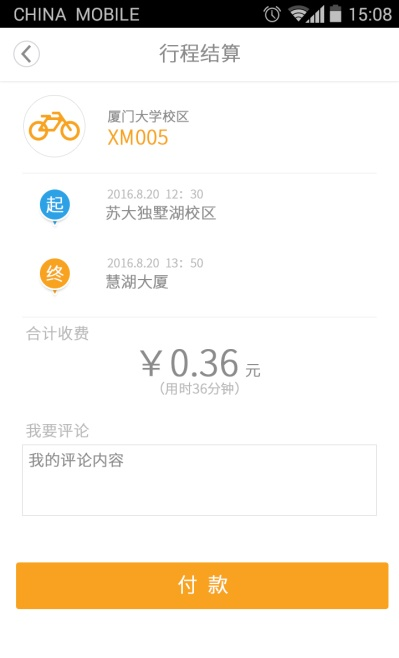 CHINA MOBILE 15:08
行程结算
厦门大学校区
XM005
起
2016.8.20 12：30
苏大独墅湖校区
终
2016.8.20 13：50
慧湖大厦
合计收费
￥0.36 元
（用时36分钟）
我要评论
我的评论内容
付 款